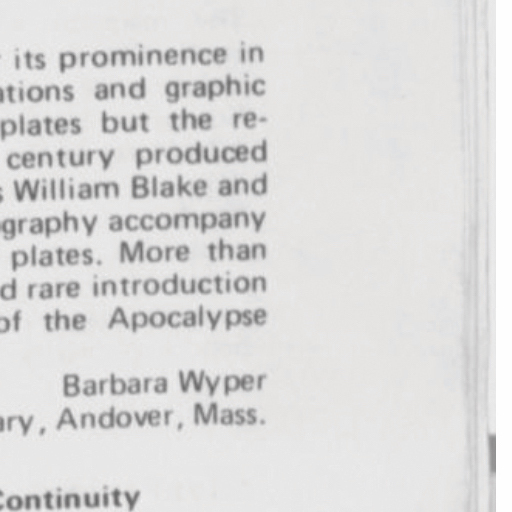 its prominence in
ations and graphic
plates but the re-
century produced
s William Blake and
graphy accompany
plates. More than
d rare introduction
of the Apocalypse
Barbara Wyper
ary, Andover, Mass.
Continuity